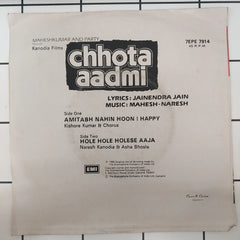 MAHESHKUMAR AND PARTY
7EPE 7914
45 R.P.M.
Kanodia Films
chhota
aadmi
LYRICS: JAINENDRA JAIN
MUSIC: MAHESH-NARESH
Side One
AMITABH NAHIN HOON I HAPPY
Kishore Kumar & Chorus
Side Two
HOLE HOLE HOLESE AAJA
Naresh Kanodia & Asha Bhosle
EMI